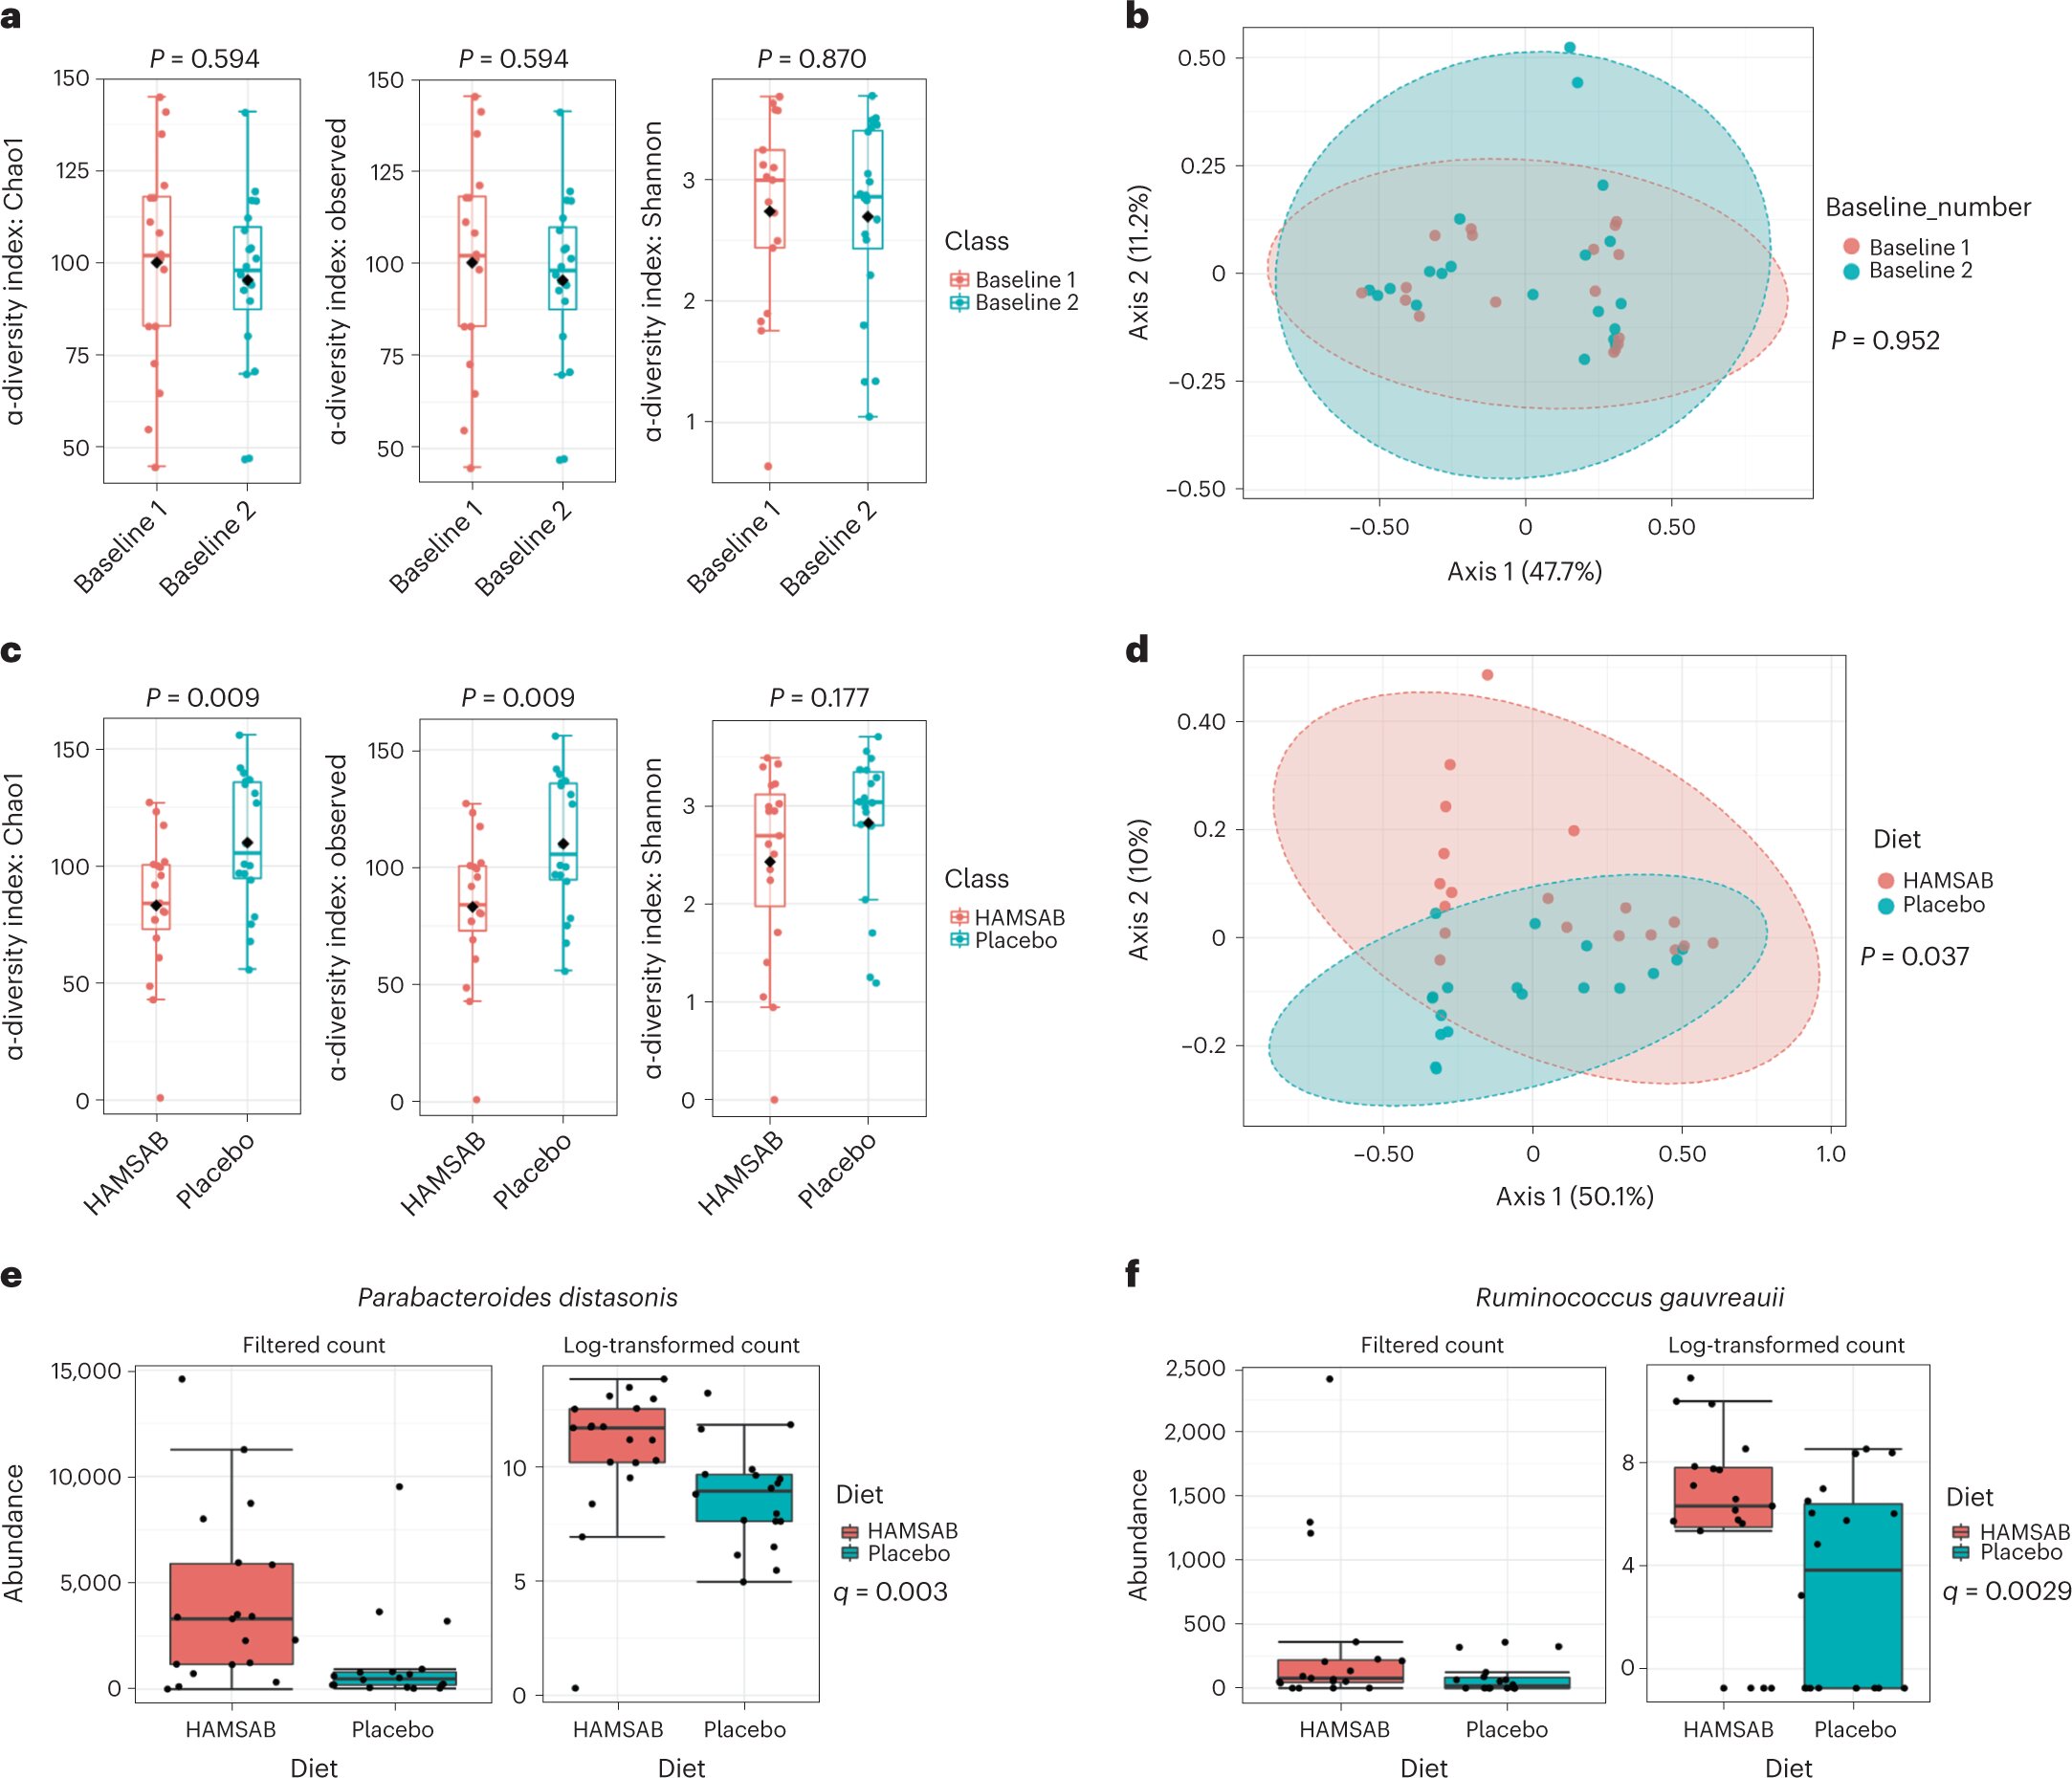 a
P = 0.594
150
125
100
75
50
α-diversity index: Chao1
Baseline 1
Baseline 2
P = 0.594
150
125
100
75
50
α-diversity index: observed
Baseline 1
Baseline 2
P = 0.870
3
2
1
α-diversity index: Shannon
Baseline 1
Baseline 2
Class
Baseline 1
Baseline 2
b
0.50
0.25
0
−0.25
−0.50
Axis 2 (11.2%)
−0.50
0
0.50
Axis 1 (47.7%)
Baseline_number
Baseline 1
Baseline 2
P = 0.952
c
P = 0.009
150
100
50
0
α-diversity index: Chao1
HAMSAB
Placebo
P = 0.009
150
100
50
0
α-diversity index: observed
HAMSAB
Placebo
P = 0.177
3
2
1
0
α-diversity index: Shannon
HAMSAB
Placebo
Class
HAMSAB
Placebo
d
0.40
0.2
0
−0.2
Axis 2 (10%)
−0.50
0
0.50
1.0
Axis 1 (50.1%)
Diet
HAMSAB
Placebo
P = 0.037
e
Parabacteroides distasonis
Filtered count
15,000
10,000
5,000
0
Abundance
HAMSAB
Placebo
Diet
Log-transformed count
10
5
0
HAMSAB
Placebo
Diet
Diet
HAMSAB
Placebo
q = 0.003
f
Ruminococcus gauvreauii
Filtered count
2,500
2,000
1,500
1,000
500
0
Abundance
HAMSAB
Placebo
Diet
Log-transformed count
8
4
0
HAMSAB
Placebo
Diet
Diet
HAMSAB
Placebo
q = 0.0029